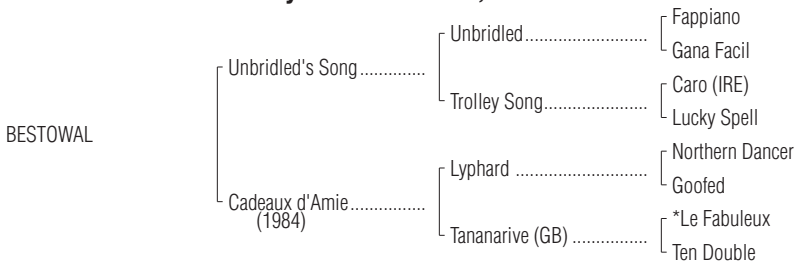 Fappiano
Unbridled..............................
Gana Facil
Unbridled's Song..............
Caro (IRE)
Trolley Song.........................
Lucky Spell
BESTOWAL
Northern Dancer
Lyphard ................................
Goofed
Cadeaux d'Amie................
(1984)
*Le Fabuleux
Tananarive (GB) ..................
Ten Double